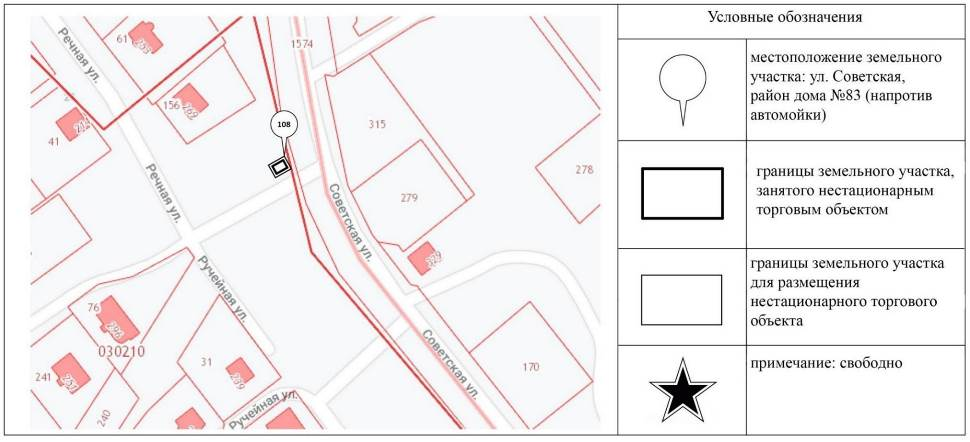 Условные обозначения
местоположение земельного
участка: ул. Советская,
район дома №83 (напротив
автомойки)
границы земельного участка,
занятого нестационарным
торговым объектом
границы земельного участка
для размещения
нестационарного торгового
объекта
примечание: свободно
Речная ул.
61
1574
156
41
108
315
278
279
Речная ул.
Советская ул.
Ручейная ул.
76
030210
241
31
240
Советская ул.
170
Ручейная ул.